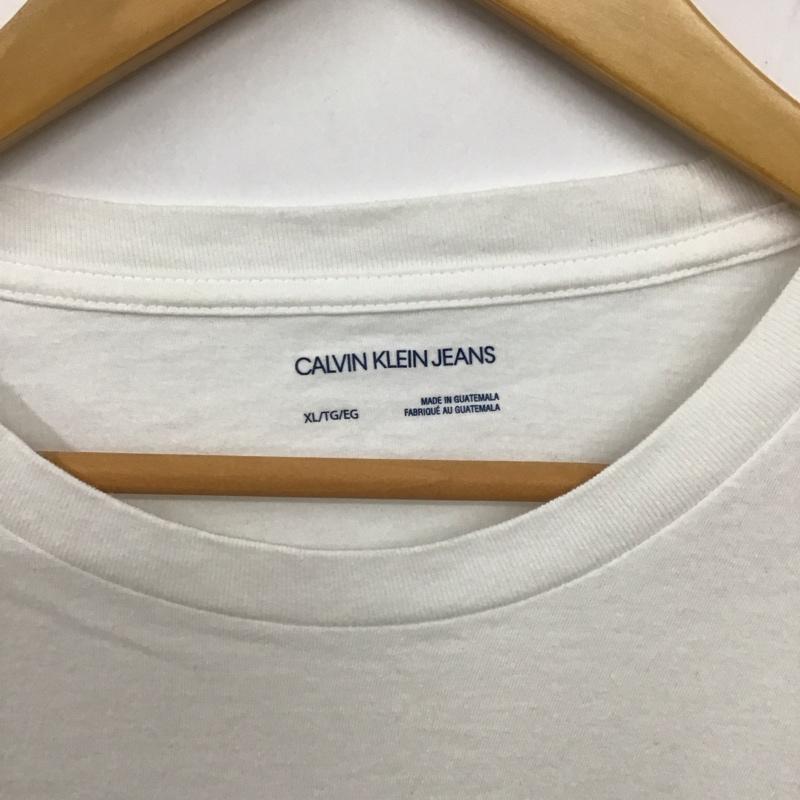 CALVIN KLEIN JEANS
XL/TG/EG
MADE IN GUATEMALA
FABRIQUÉ AU GUATEMALA